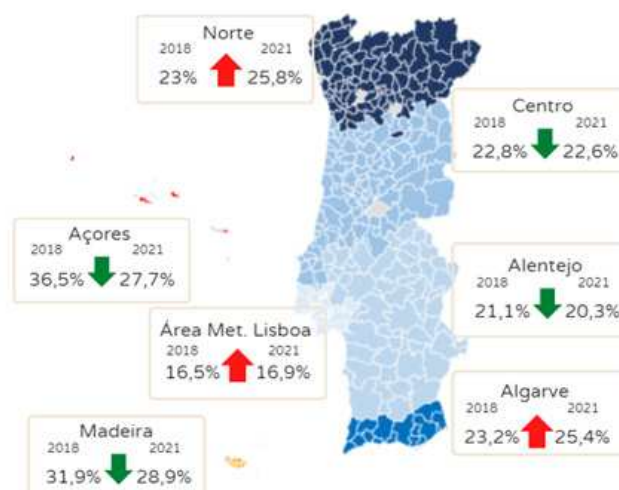 Norte
2018 2021
23% 25,8%
Centro
2018 2021
22,8% 22,6%
Açores
2018 2021
36,5% 27,7%
Alentejo
2018 2021
21,1% 20,3%
Área Met. Lisboa
2018 2021
16,5% 16,9%
Algarve
2018 2021
23,2% 25,4%
Madeira
2018 2021
31,9% 28,9%